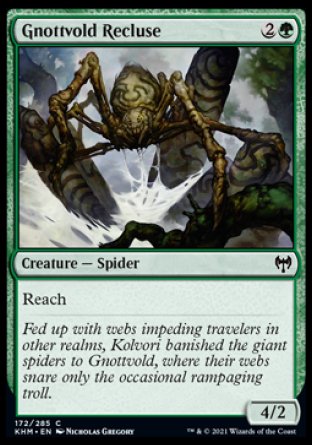 Gnottvold Recluse 2
Creature — Spider
Reach
Fed up with webs impeding travelers in
other realms, Kolvori banished the giant
spiders to Gnottvold, where their webs
snare only the occasional rampaging
troll.
172/285 C
KHM • EN Nicholas Gregory
™ & © 2021 Wizards of the Coast
4/2